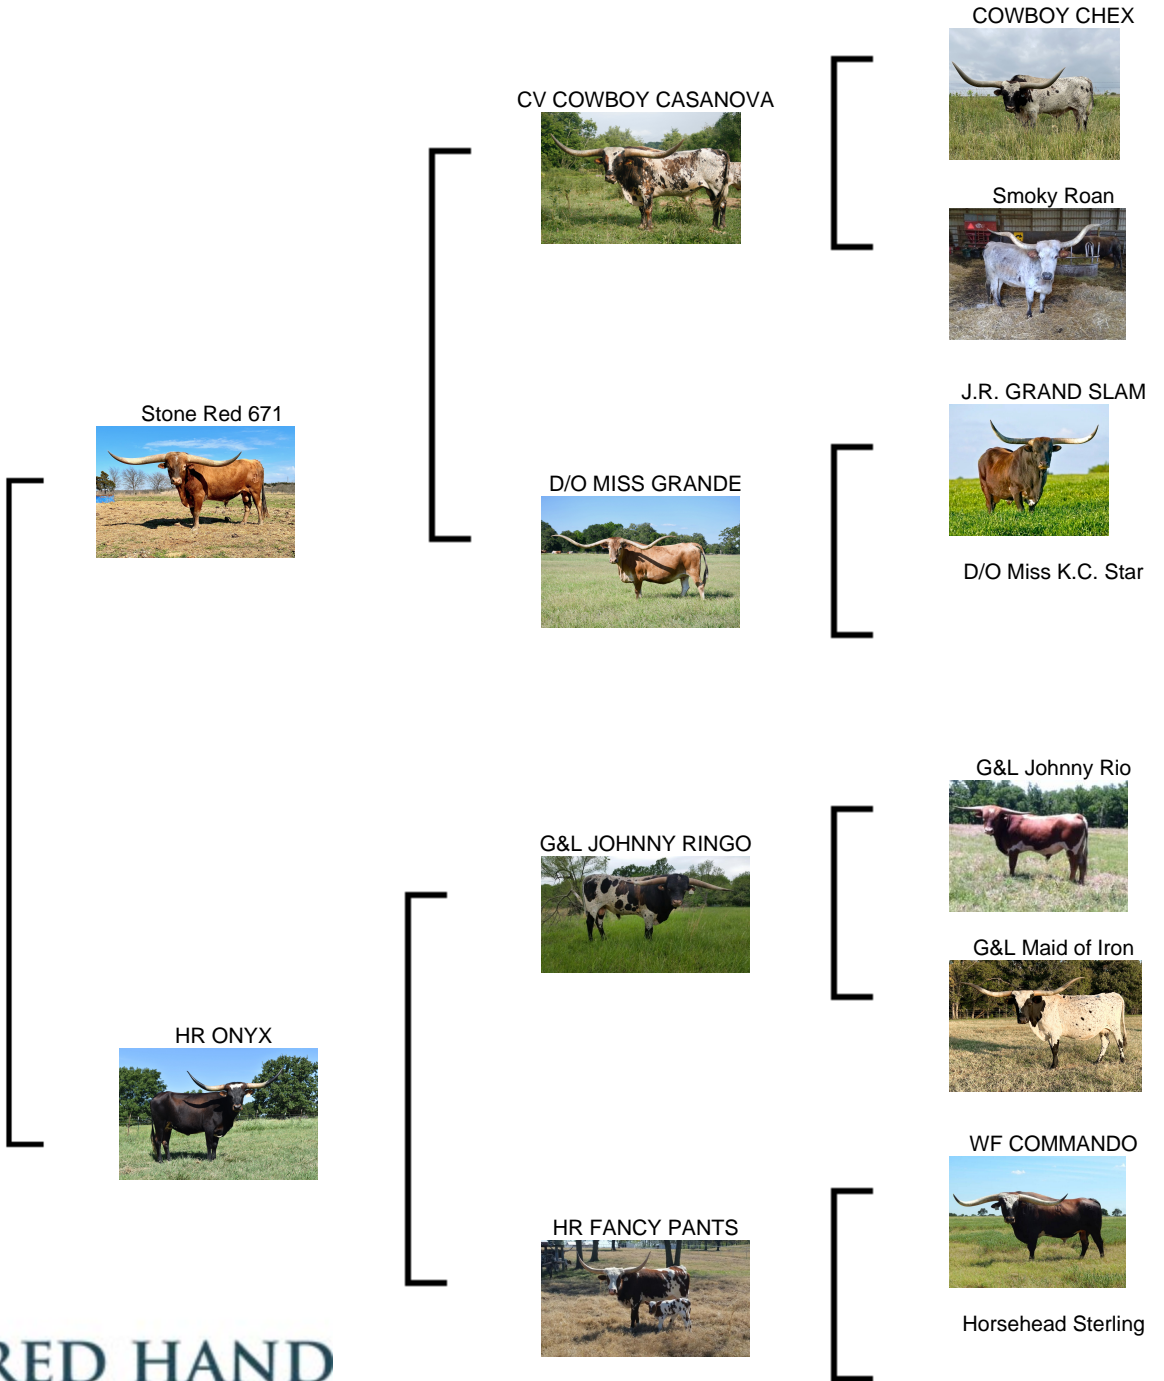 COWBOY CHEX
CV COWBOY CASANOVA
Smoky Roan
Stone Red 671
J.R. GRAND SLAM
D/O MISS GRANDE
D/O Miss K.C. Star
G&L Johnny Rio
G&L JOHNNY RINGO
G&L Maid of Iron
HR ONYX
WF COMMANDO
HR FANCY PANTS
Horsehead Sterling
RED HAND